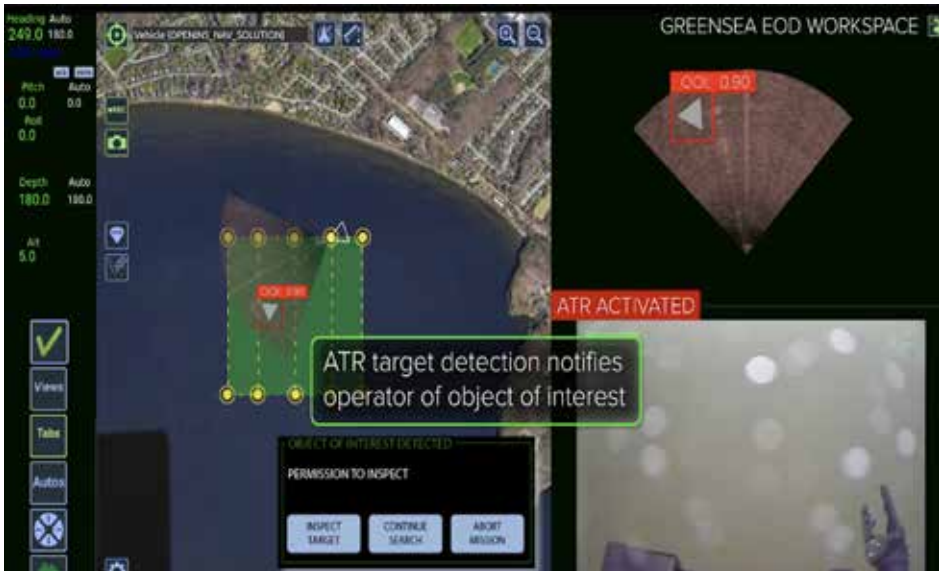 Heading Auto
249.0 180.0
Pitch Auto
0.0 0.0
Roll
0.0
Depth Auto
180.0 180.0
Alt
5.0
Views
Tabs
Autos
Vehicle (OPENINS_NAV_SOLUTION)
GREENSEA EOD WORKSPACE
OOI, 0.90
ATR ACTIVATED
ATR target detection notifies
operator of object of interest
OBJECT OF INTEREST DETECTED
PERMISSION TO INSPECT
INSPECT
TARGET
CONTINUE
SEARCH
ABORT
MISSION